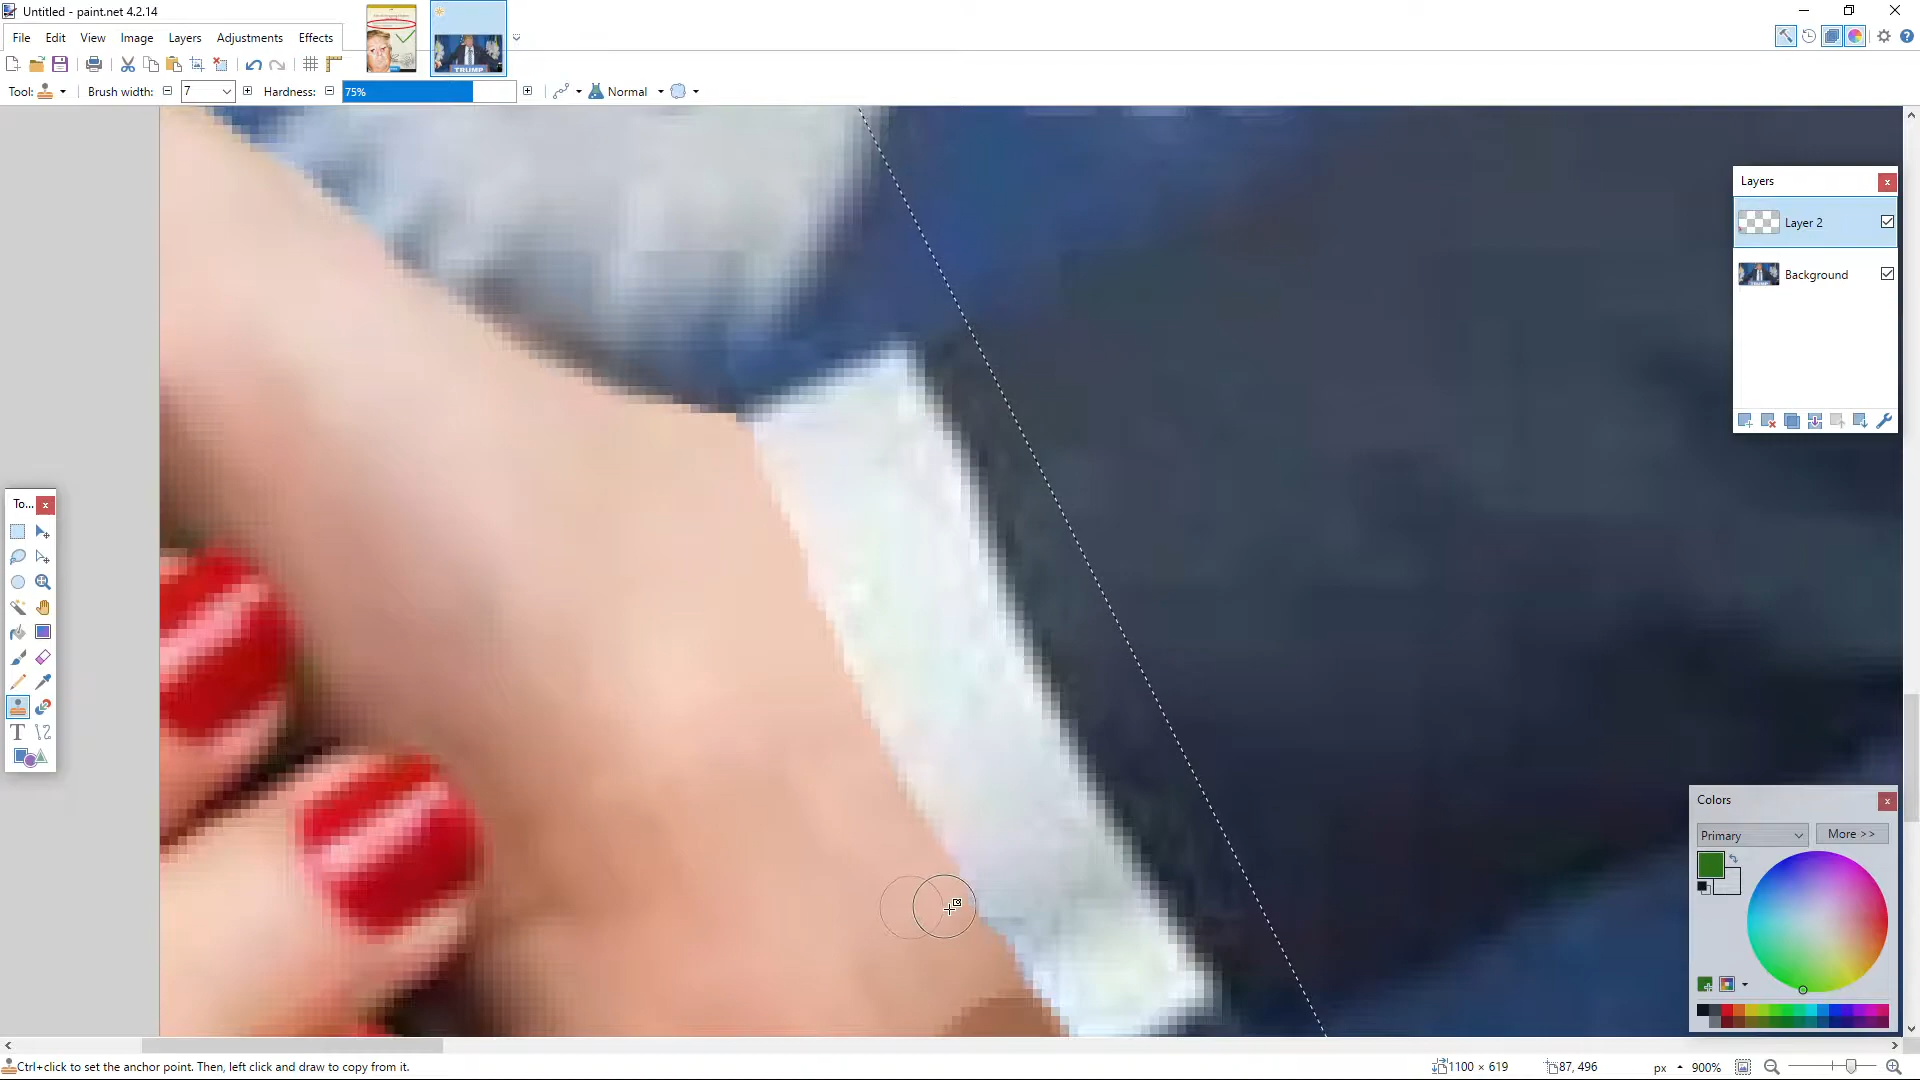 Untitled - paint.net 4.2.14
File Edit View Image Layers Adjustments Effects
TRUMP
Tool: Brush width: 7 Hardness: 75% Normal
Layers
Layer 2
Background
To...
Colors
Primary More >>
Ctrl+click to set the anchor point. Then, left click and draw to copy from it. 1100 × 619 87, 496 px 900%